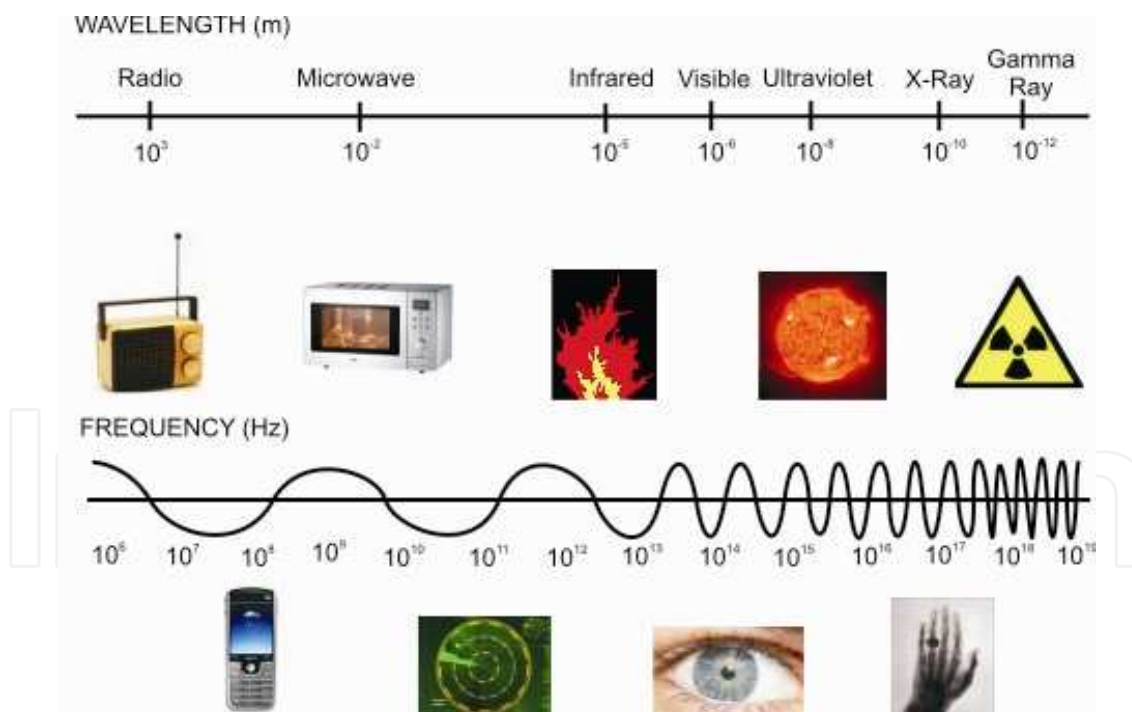 WAVELENGTH (m)
Radio Microwave Infrared Visible Ultraviolet X-Ray Gamma Ray
10³ 10⁻² 10⁻⁵ 10⁻⁶ 10⁻⁸ 10⁻¹⁰ 10⁻¹²
FREQUENCY (Hz)
10⁶ 10⁷ 10⁸ 10⁹ 10¹⁰ 10¹¹ 10¹² 10¹³ 10¹⁴ 10¹⁵ 10¹⁶ 10¹⁷ 10¹⁸ 10¹⁹